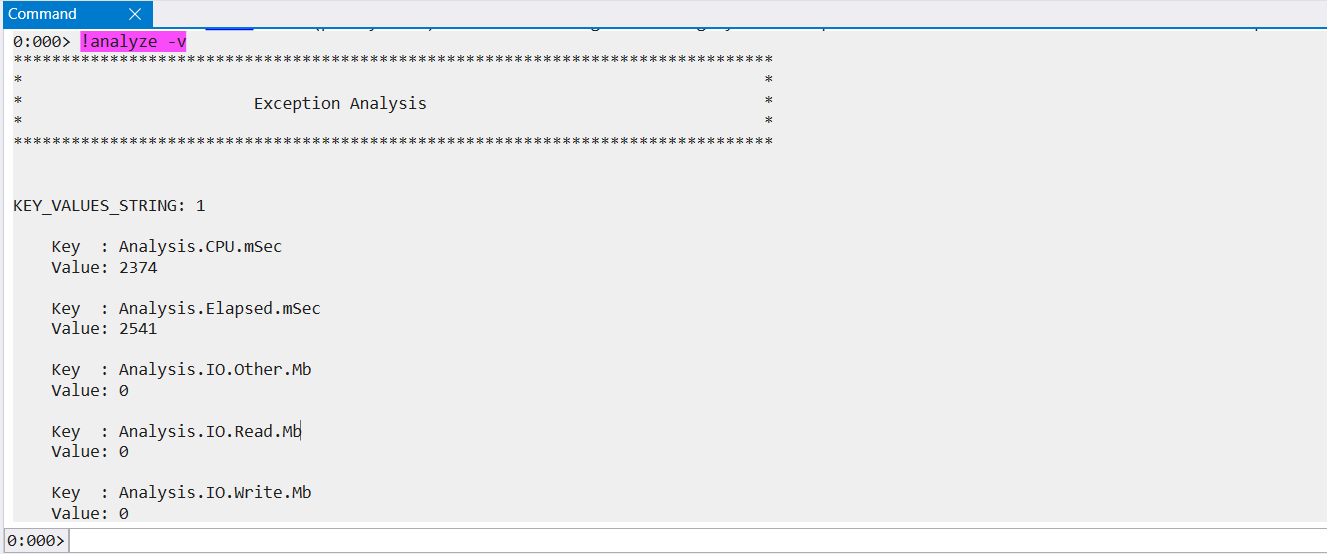 Command
0:000> !analyze -v
*******************************************************************************
*                                                                             *
*                        Exception Analysis                                   *
*                                                                             *
*******************************************************************************
KEY_VALUES_STRING: 1
Key  : Analysis.CPU.mSec
Value: 2374
Key  : Analysis.Elapsed.mSec
Value: 2541
Key  : Analysis.IO.Other.Mb
Value: 0
Key  : Analysis.IO.Read.Mb
Value: 0
Key  : Analysis.IO.Write.Mb
Value: 0
0:000>